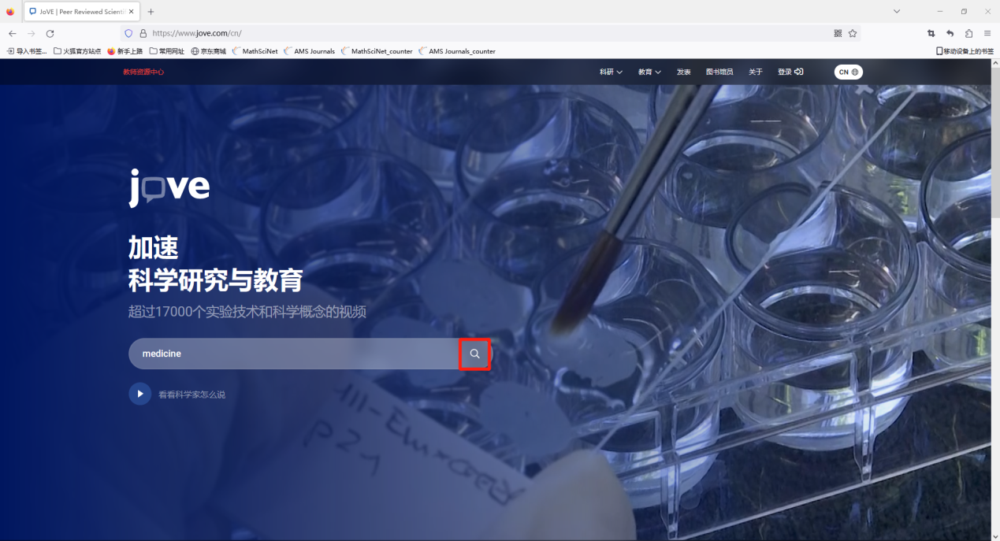 JoVE | Peer Reviewed Scientifi
https://www.jove.com/cn/
导入书签... 火狐官方站点 新手上路 常用网址 京东商城 MathSciNet AMS Journals MathSciNet_counter AMS Journals_counter 移动设备上的书签
教师资源中心 科研 教育 发表 图书馆员 关于 登录 CN
jove
加速
科学研究与教育
超过17000个实验技术和科学概念的视频
medicine
看看科学家怎么说